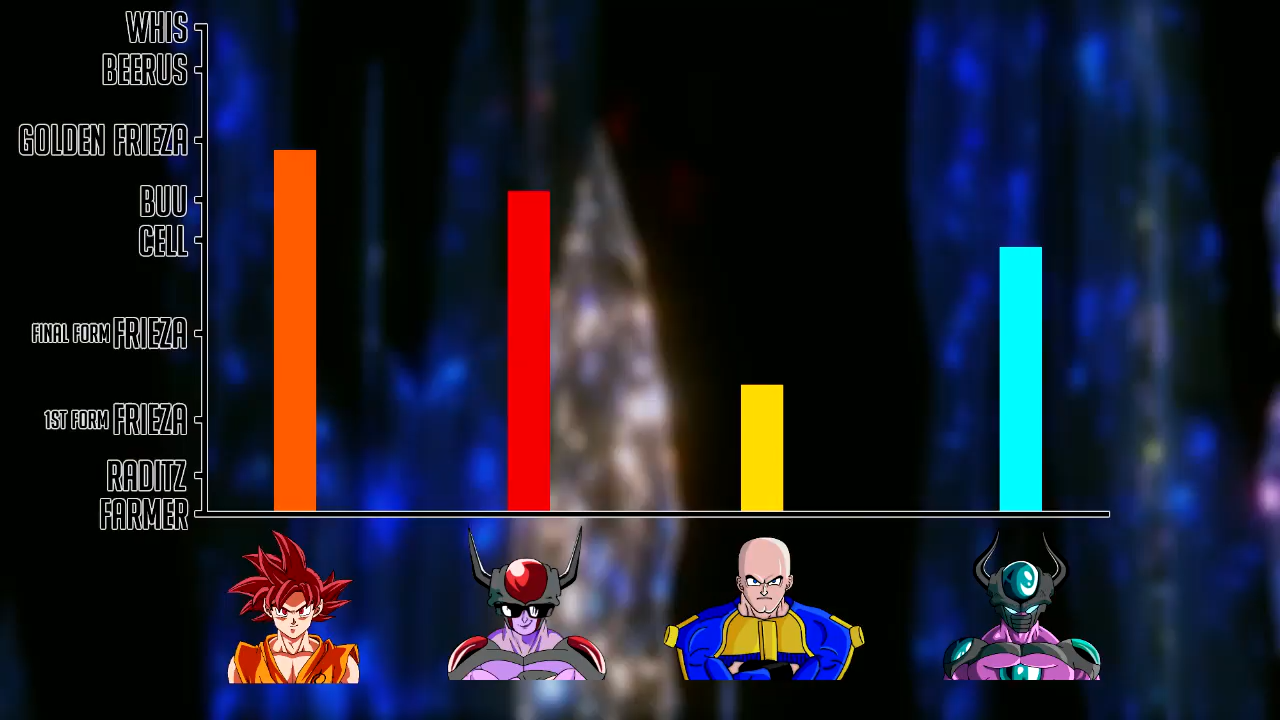 WHIS
BEERUS
GOLDEN FRIEZA
BUU
CELL
FINAL FORM FRIEZA
1ST FORM FRIEZA
RADITZ
FARMER